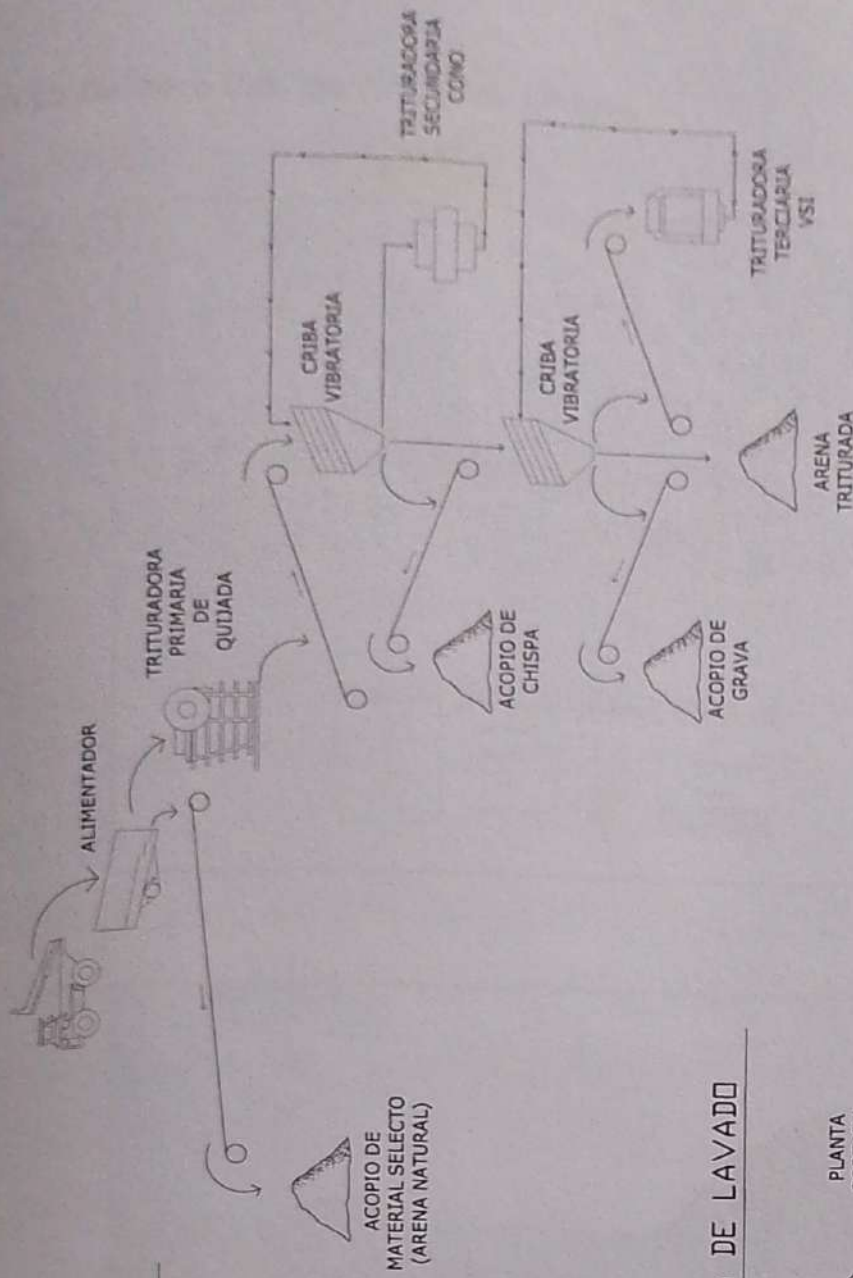 ALIMENTADOR
TRITURADORA
PRIMARIA
DE
QUIJADA
CRIBA
VIBRATORIA
TRITURADORA
SECUNDARIA
CONO
ACOPIO DE
MATERIAL SELECTO
(ARENA NATURAL)
ACOPIO DE
CHISPA
CRIBA
VIBRATORIA
TRITURADORA
TERCIARIA
VSI
ACOPIO DE
GRAVA
ARENA
TRITURADA
DE LAVADO
PLANTA